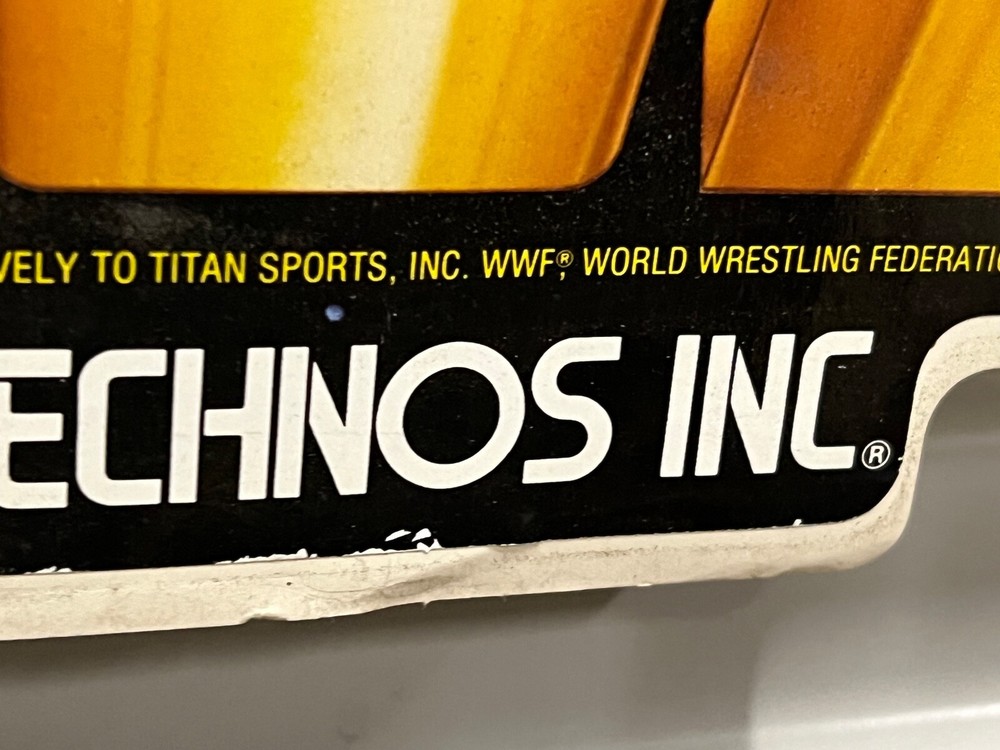 VELY TO TITAN SPORTS, INC. WWF®, WORLD WRESTLING FEDERATIO
ECHNOS INC®